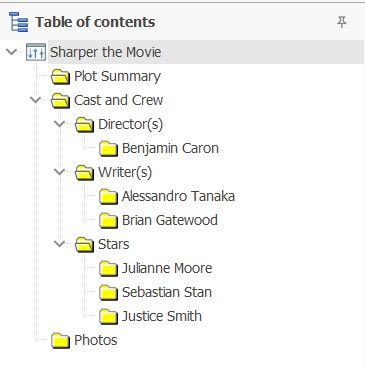 Table of contents
Sharper the Movie
Plot Summary
Cast and Crew
Director(s)
Benjamin Caron
Writer(s)
Alessandro Tanaka
Brian Gatewood
Stars
Julianne Moore
Sebastian Stan
Justice Smith
Photos